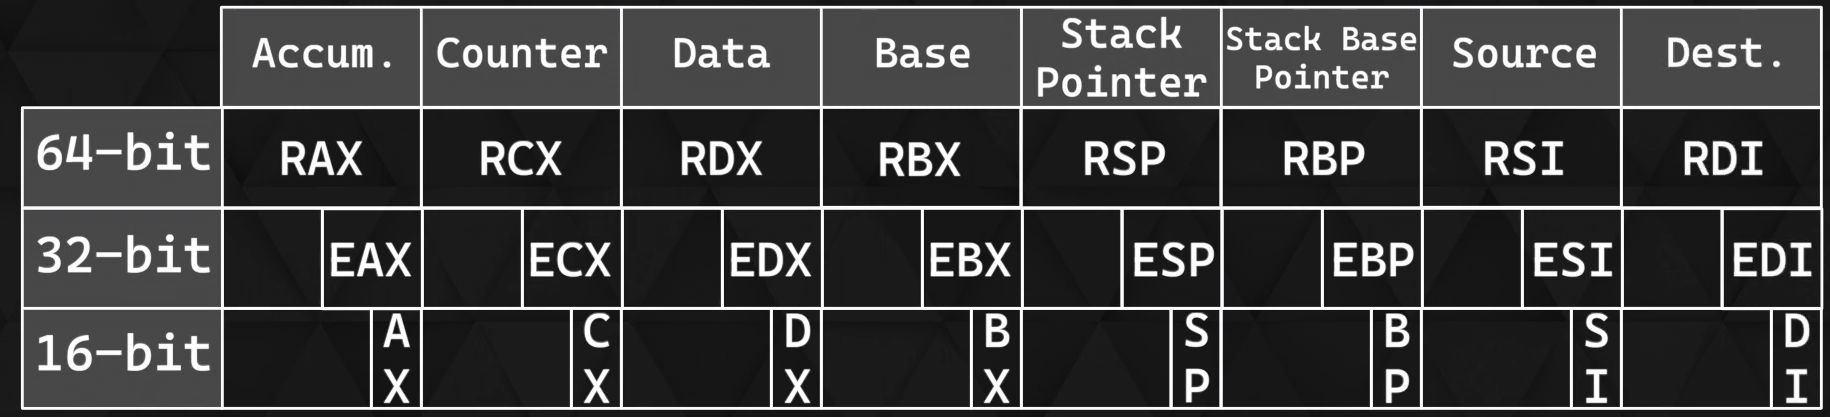 Accum. Counter Data Base Stack Pointer Stack Base Pointer Source Dest.
64-bit RAX RCX RDX RBX RSP RBP RSI RDI
32-bit EAX ECX EDX EBX ESP EBP ESI EDI
16-bit AX CX DX BX SP BP SI DI